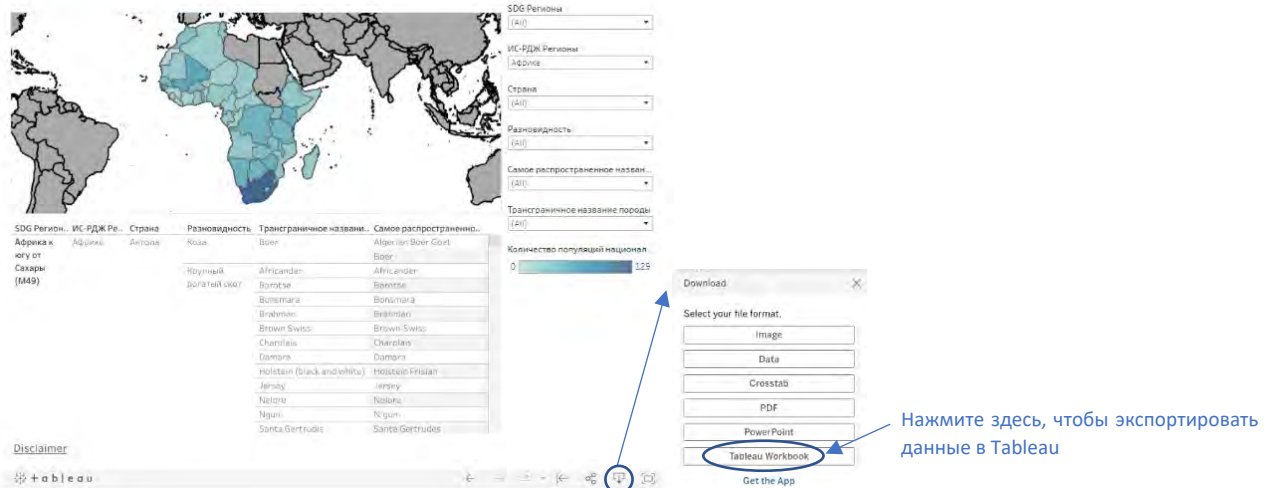 SDG Регионы
(All)
ИС-РДЖ Регионы
Африка
Страна
(All)
Разновидность
(All)
Самое распространенное назван...
(All)
Трансграничное название породы
(All)
Количество популяций национал...
0 129
SDG Регион.. ИС-РДЖ Ре.. Страна Разновидность Трансграничное названи.. Самое распространенно..
Африка к югу от Сахары (M49) Африка Ангола Коза Boer Algerian Boer Goat
Boer
Крупный рогатый скот Africander Africander
Barotse Barotse
Bonsmara Bonsmara
Brahman Brahman
Brown Swiss Brown Swiss
Charolais Charolais
Damara Damara
Holstein (black and white) Holstein Frisian
Jersey Jersey
Nelore Nelore
Nguni N'guni
Santa Gertrudis Santa Gertrudes
Disclaimer
+ableau
Download
Select your file format.
Image
Data
Crosstab
PDF
PowerPoint
Tableau Workbook
Get the App
Нажмите здесь, чтобы экспортировать
данные в Tableau